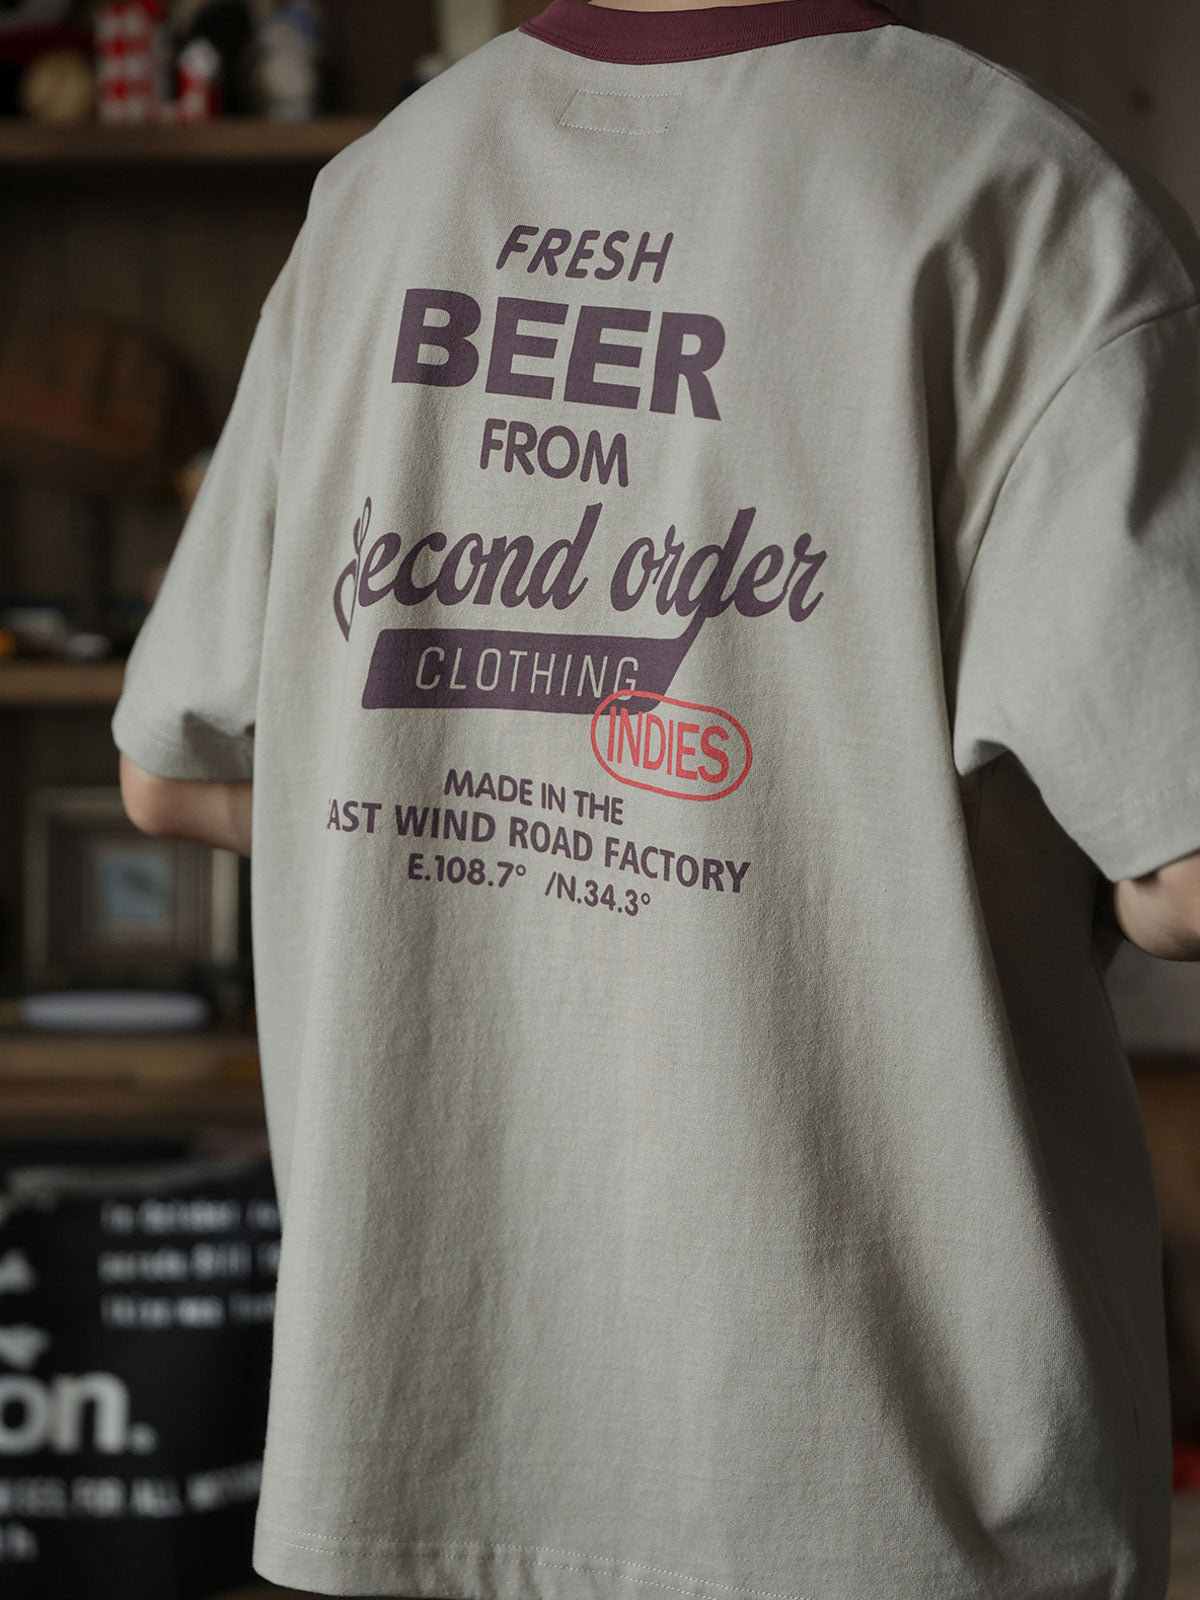 FRESH
BEER
FROM
Second order
CLOTHING
INDIES
MADE IN THE
AST WIND ROAD FACTORY
E.108.7° /N.34.3°
on.